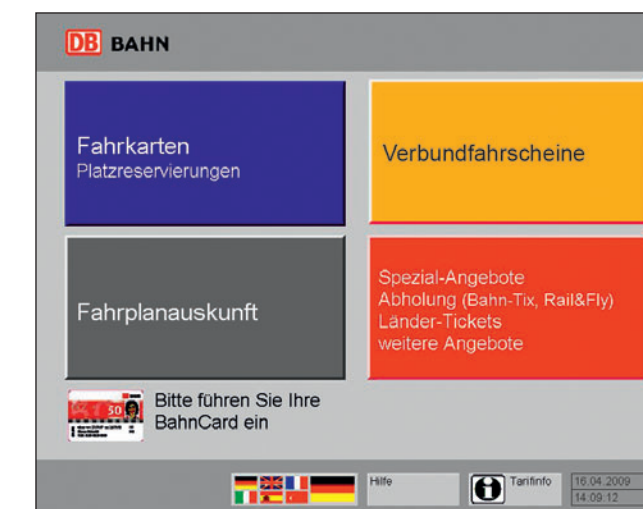 DB BAHN
Fahrkarten
Platzreservierungen
Verbundfahrscheine
Fahrplanauskunft
Spezial-Angebote
Abholung (Bahn-Tix, Rail&Fly)
Länder-Tickets
weitere Angebote
50
Bitte führen Sie Ihre
BahnCard ein
Hilfe
i Tarifinfo
16.04.2009
14:09:12